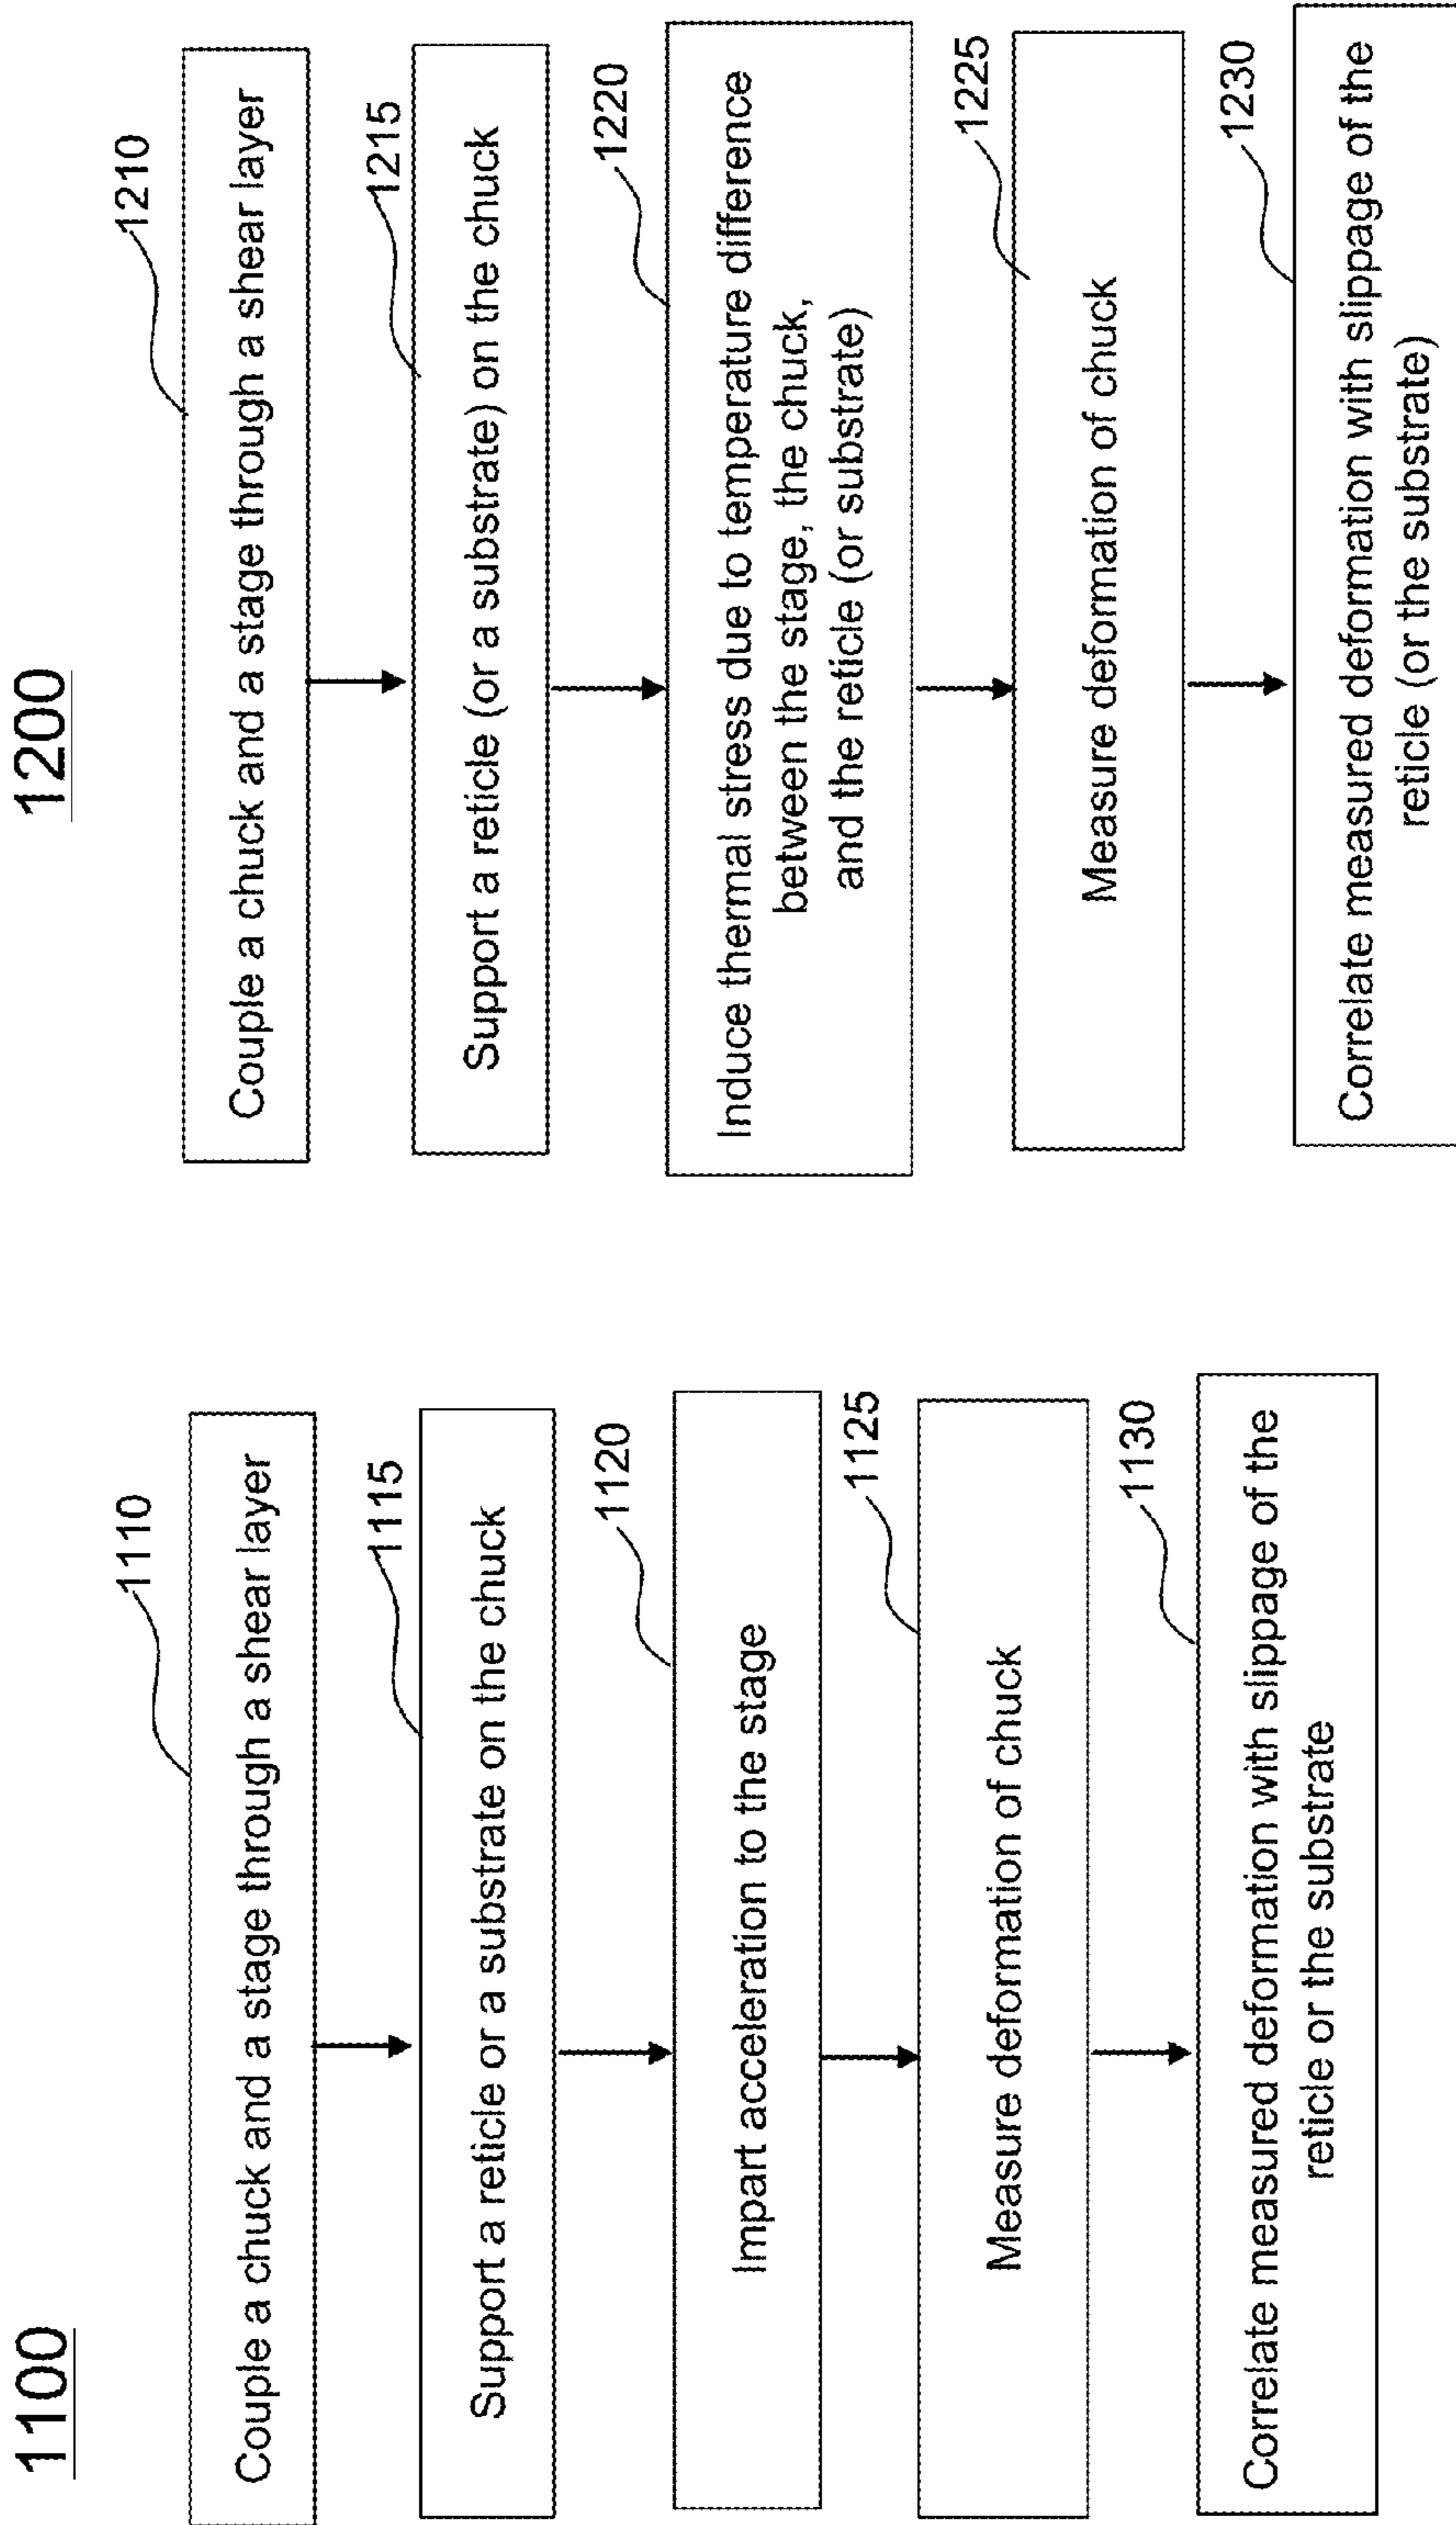 1100
1110
Couple a chuck and a stage through a shear layer
1115
Support a reticle or a substrate on the chuck
1120
Impart acceleration to the stage
1125
Measure deformation of chuck
1130
Correlate measured deformation with slippage of the
reticle or the substrate
1200
1210
Couple a chuck and a stage through a shear layer
1215
Support a reticle (or a substrate) on the chuck
1220
Induce thermal stress due to temperature difference
between the stage, the chuck,
and the reticle (or substrate)
1225
Measure deformation of chuck
1230
Correlate measured deformation with slippage of the
reticle (or the substrate)